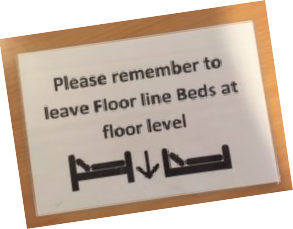 Please remember to
leave Floor line Beds at
floor level